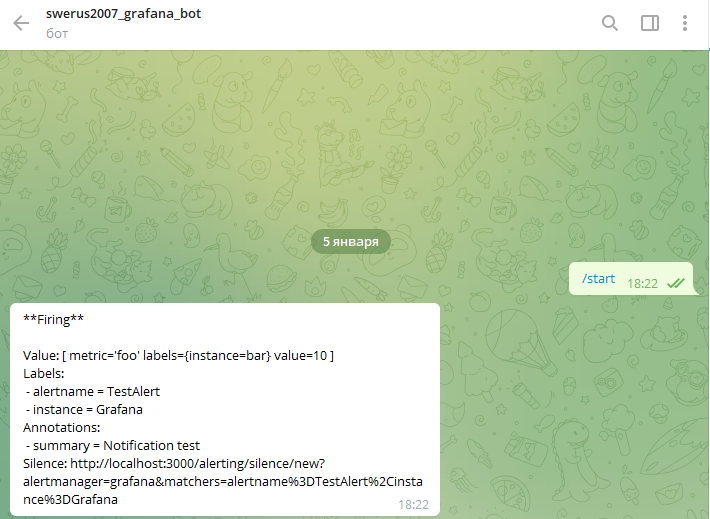 swerus2007_grafana_bot
бот
5 января
/start 18:22
**Firing**
Value: [ metric='foo' labels={instance=bar} value=10 ]
Labels:
- alertname = TestAlert
- instance = Grafana
Annotations:
- summary = Notification test
Silence: http://localhost:3000/alerting/silence/new?
alertmanager=grafana&matchers=alertname%3DTestAlert%2Cinsta
nce%3DGrafana
18:22